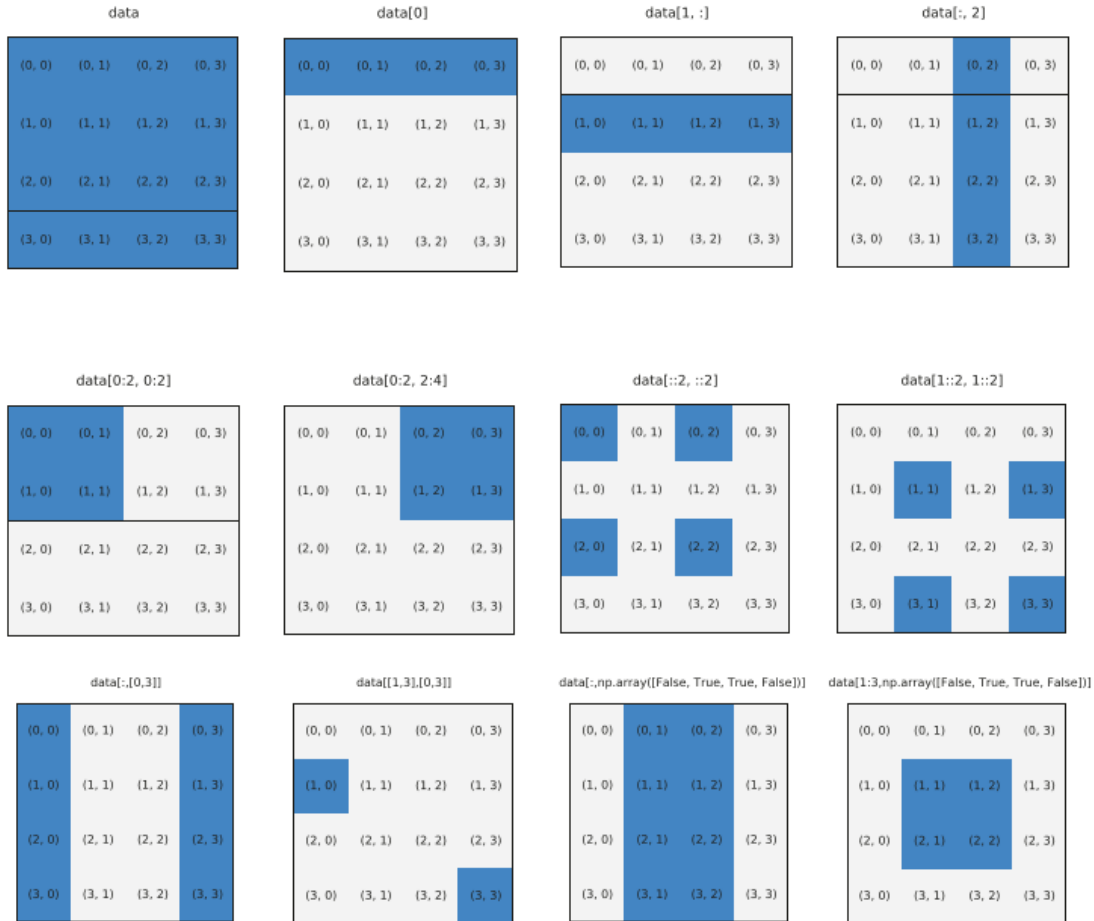 data data[0] data[1, :] data[:, 2]
(0, 0) (0, 1) (0, 2) (0, 3) (0, 0) (0, 1) (0, 2) (0, 3) (0, 0) (0, 1) (0, 2) (0, 3) (0, 0) (0, 1) (0, 2) (0, 3)
(1, 0) (1, 1) (1, 2) (1, 3) (1, 0) (1, 1) (1, 2) (1, 3) (1, 0) (1, 1) (1, 2) (1, 3) (1, 0) (1, 1) (1, 2) (1, 3)
(2, 0) (2, 1) (2, 2) (2, 3) (2, 0) (2, 1) (2, 2) (2, 3) (2, 0) (2, 1) (2, 2) (2, 3) (2, 0) (2, 1) (2, 2) (2, 3)
(3, 0) (3, 1) (3, 2) (3, 3) (3, 0) (3, 1) (3, 2) (3, 3) (3, 0) (3, 1) (3, 2) (3, 3) (3, 0) (3, 1) (3, 2) (3, 3)
data[0:2, 0:2] data[0:2, 2:4] data[::2, ::2] data[1::2, 1::2]
(0, 0) (0, 1) (0, 2) (0, 3) (0, 0) (0, 1) (0, 2) (0, 3) (0, 0) (0, 1) (0, 2) (0, 3) (0, 0) (0, 1) (0, 2) (0, 3)
(1, 0) (1, 1) (1, 2) (1, 3) (1, 0) (1, 1) (1, 2) (1, 3) (1, 0) (1, 1) (1, 2) (1, 3) (1, 0) (1, 1) (1, 2) (1, 3)
(2, 0) (2, 1) (2, 2) (2, 3) (2, 0) (2, 1) (2, 2) (2, 3) (2, 0) (2, 1) (2, 2) (2, 3) (2, 0) (2, 1) (2, 2) (2, 3)
(3, 0) (3, 1) (3, 2) (3, 3) (3, 0) (3, 1) (3, 2) (3, 3) (3, 0) (3, 1) (3, 2) (3, 3) (3, 0) (3, 1) (3, 2) (3, 3)
data[:,[0,3]] data[[1,3],[0,3]] data[:,np.array([False, True, True, False])] data[1:3,np.array([False, True, True, False])]
(0, 0) (0, 1) (0, 2) (0, 3) (0, 0) (0, 1) (0, 2) (0, 3) (0, 0) (0, 1) (0, 2) (0, 3) (0, 0) (0, 1) (0, 2) (0, 3)
(1, 0) (1, 1) (1, 2) (1, 3) (1, 0) (1, 1) (1, 2) (1, 3) (1, 0) (1, 1) (1, 2) (1, 3) (1, 0) (1, 1) (1, 2) (1, 3)
(2, 0) (2, 1) (2, 2) (2, 3) (2, 0) (2, 1) (2, 2) (2, 3) (2, 0) (2, 1) (2, 2) (2, 3) (2, 0) (2, 1) (2, 2) (2, 3)
(3, 0) (3, 1) (3, 2) (3, 3) (3, 0) (3, 1) (3, 2) (3, 3) (3, 0) (3, 1) (3, 2) (3, 3) (3, 0) (3, 1) (3, 2) (3, 3)